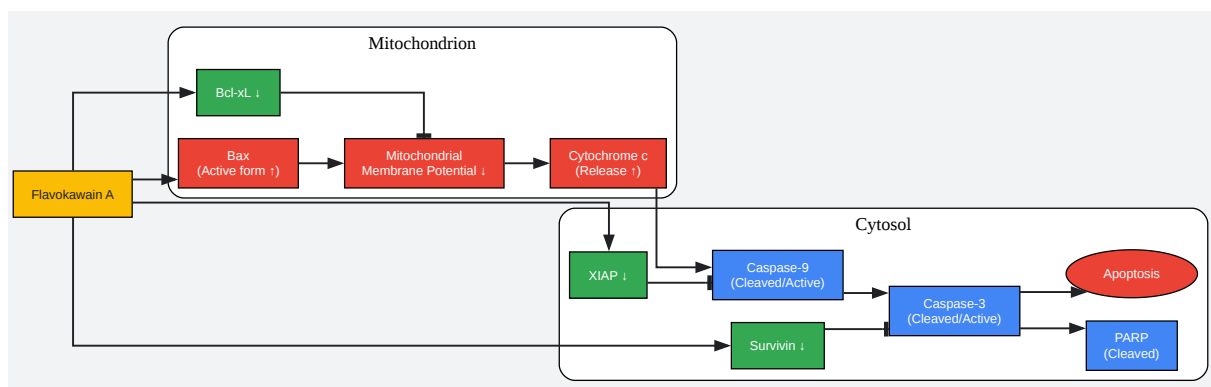 Mitochondrion
Bcl-xL ↓
Bax
(Active form ↑)
Mitochondrial
Membrane Potential ↓
Cytochrome c
(Release ↑)
Flavokawain A
Cytosol
XIAP ↓
Caspase-9
(Cleaved/Active)
Apoptosis
Caspase-3
(Cleaved/Active)
Survivin ↓
PARP
(Cleaved)